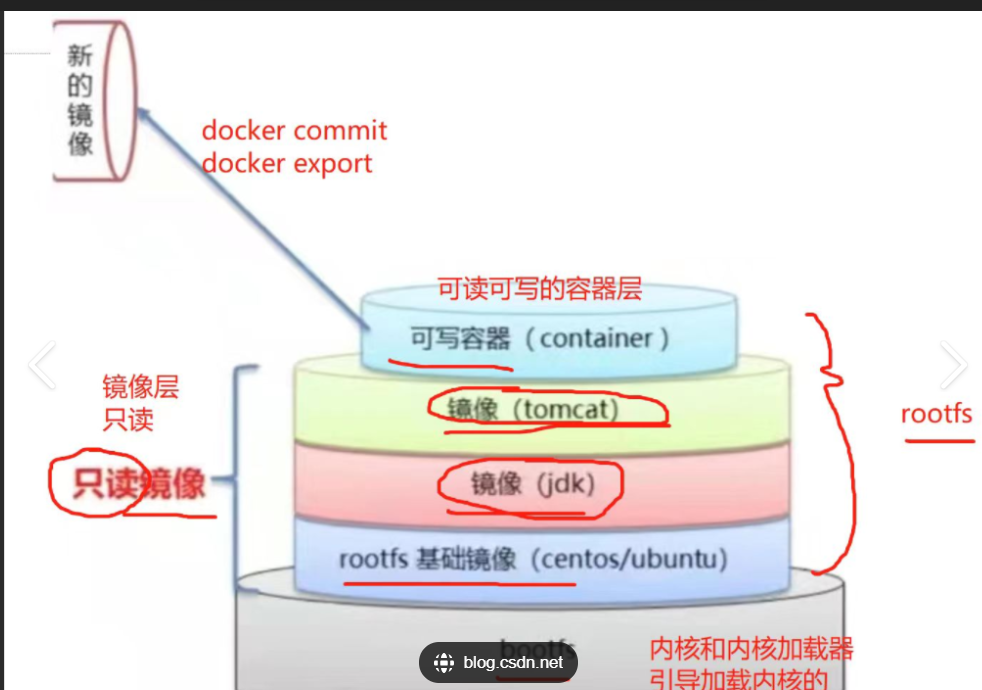 新的镜像
docker commit
docker export
可读可写的容器层
可写容器（container ）
镜像层
只读
镜像（tomcat）
rootfs
只读镜像
镜像（jdk）
rootfs 基础镜像（centos/ubuntu）
bootfs
blog.csdn.net
内核和内核加载器
引导加载内核的